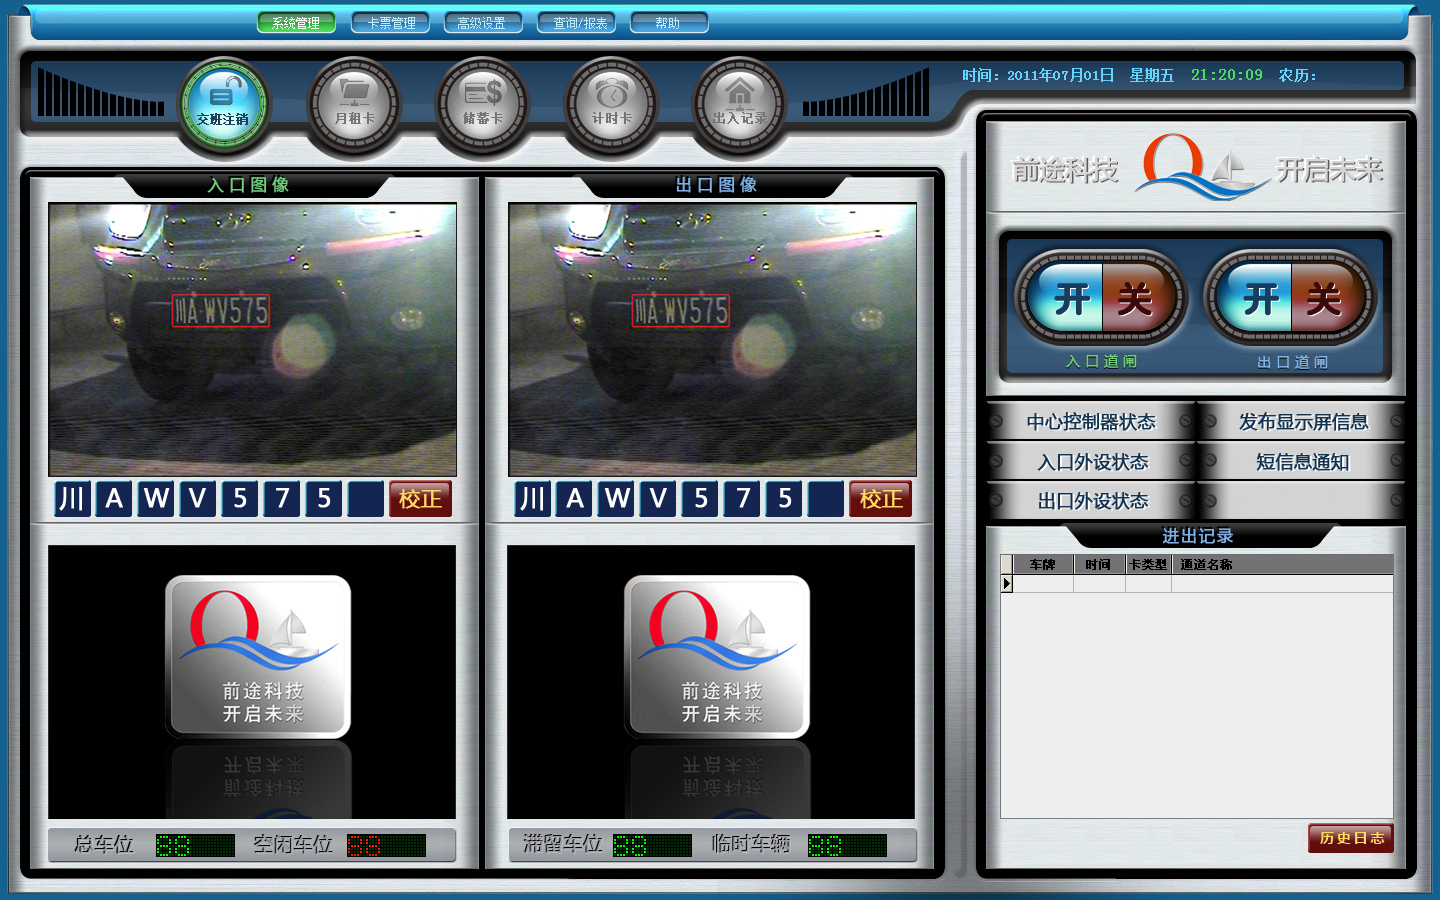 系统管理 卡票管理 高级设置 查询/报表 帮助
时间：2011年07月01日 星期五 21:20:09 农历：
交班注销 月租卡 储蓄卡 计时卡 出入记录
前途科技 开启未来
入口图像 出口图像
川A·WV575 川A·WV575
开 关 开 关
入口道闸 出口道闸
中心控制器状态 发布显示屏信息
入口外设状态 短信息通知
出口外设状态
川 A W V 5 7 5 校正 川 A W V 5 7 5 校正
进出记录
车牌 时间 卡类型 通道名称
前途科技
开启未来
前途科技
开启未来
总车位 88 空闲车位 88 滞留车位 88 临时车辆 88
历史日志